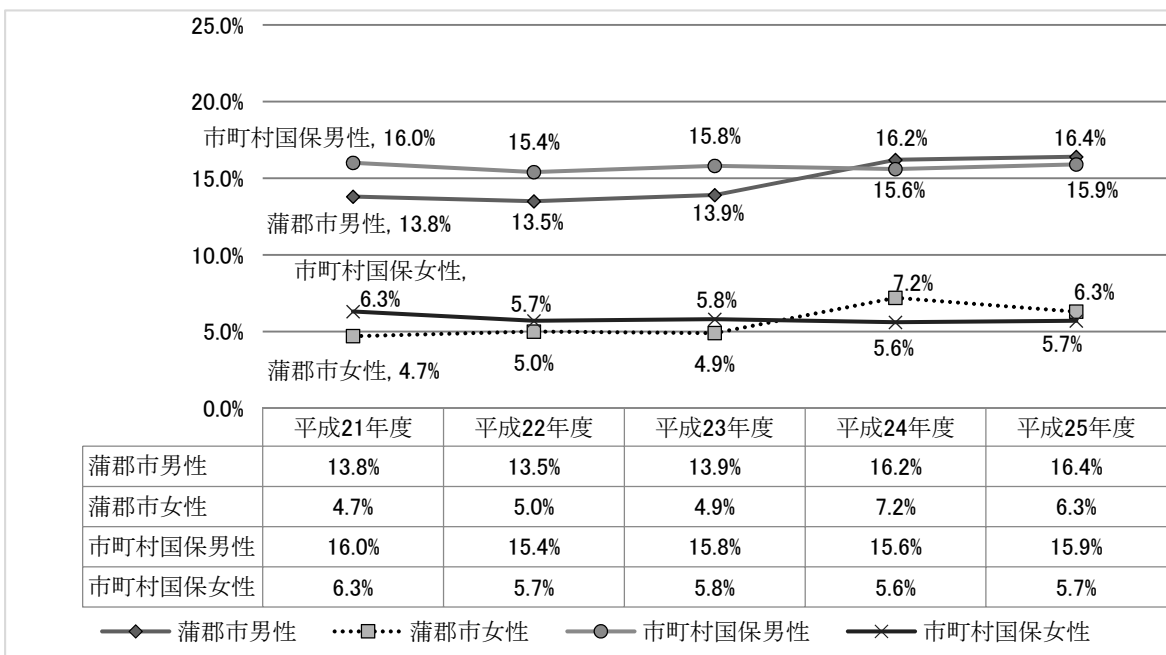 25.0%
20.0%
市町村国保男性, 16.0%
15.4%
15.8%
16.2%
16.4%
15.0%
15.6%
15.9%
蒲郡市男性, 13.8%
13.5%
13.9%
10.0%
市町村国保女性,
6.3%
5.7%
5.8%
7.2%
6.3%
5.0%
蒲郡市女性, 4.7%
5.0%
4.9%
5.6%
5.7%
0.0%
平成21年度 平成22年度 平成23年度 平成24年度 平成25年度
蒲郡市男性 13.8% 13.5% 13.9% 16.2% 16.4%
蒲郡市女性 4.7% 5.0% 4.9% 7.2% 6.3%
市町村国保男性 16.0% 15.4% 15.8% 15.6% 15.9%
市町村国保女性 6.3% 5.7% 5.8% 5.6% 5.7%
蒲郡市男性 蒲郡市女性 市町村国保男性 市町村国保女性